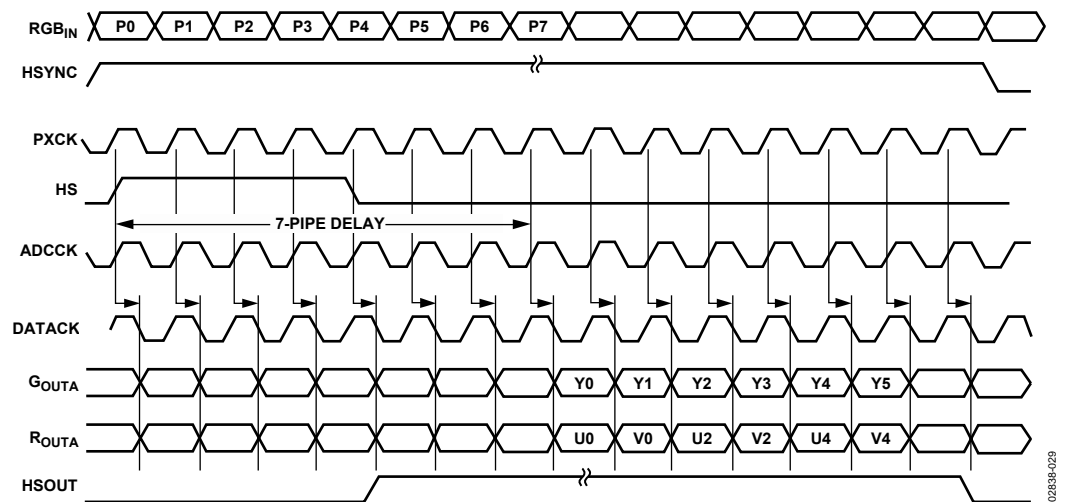 RGBIN P0 P1 P2 P3 P4 P5 P6 P7
HSYNC
PXCK
HS
7-PIPE DELAY
ADCCK
DATACK
GOUTA Y0 Y1 Y2 Y3 Y4 Y5
ROUTA U0 V0 U2 V2 U4 V4
HSOUT
02838-029